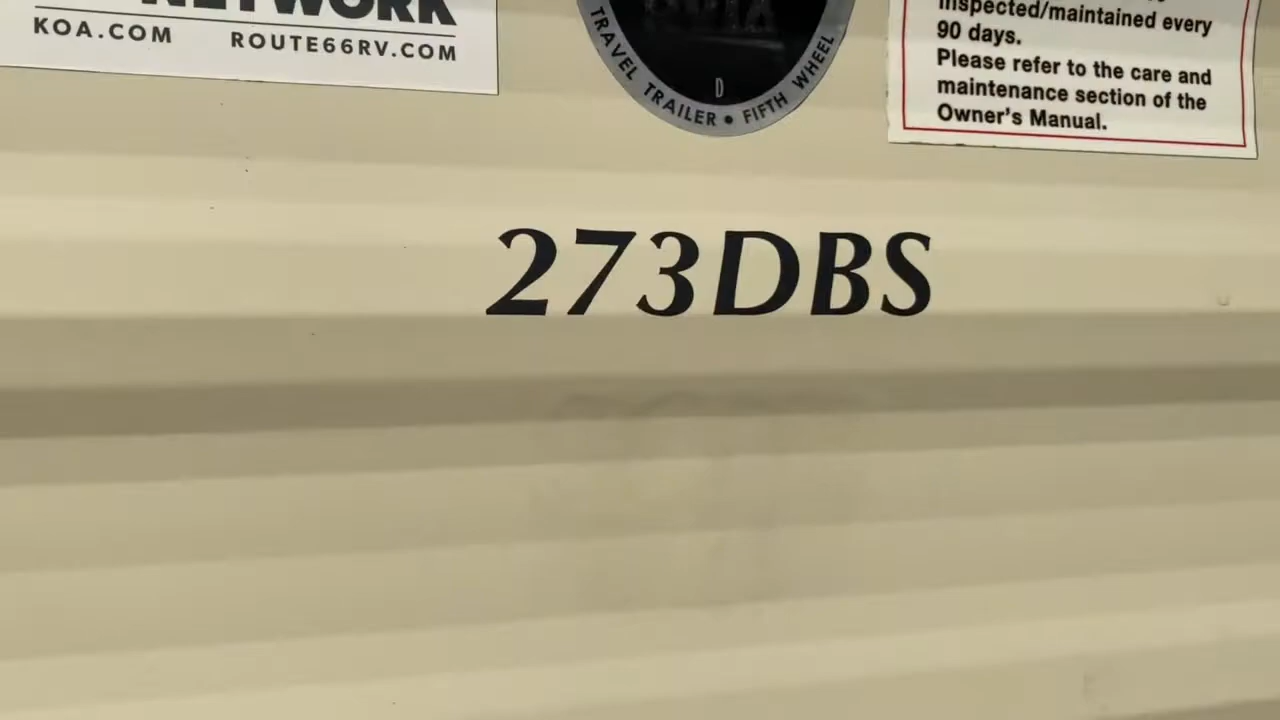 NETWORK
KOA.COM ROUTE66RV.COM
D
TRAVEL TRAILER • FIFTH WHEEL
inspected/maintained every
90 days.
Please refer to the care and
maintenance section of the
Owner's Manual.
273DBS